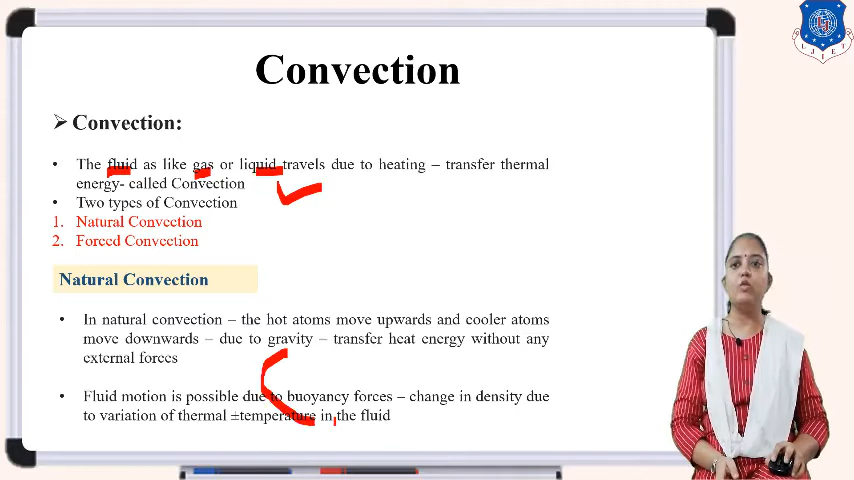 LJIET
Convection
➢ Convection:
• The fluid as like gas or liquid travels due to heating – transfer thermal
energy- called Convection
• Two types of Convection
1. Natural Convection
2. Forced Convection
Natural Convection
• In natural convection – the hot atoms move upwards and cooler atoms
move downwards – due to gravity – transfer heat energy without any
external forces
• Fluid motion is possible due to buoyancy forces – change in density due
to variation of thermal ±temperature in the fluid